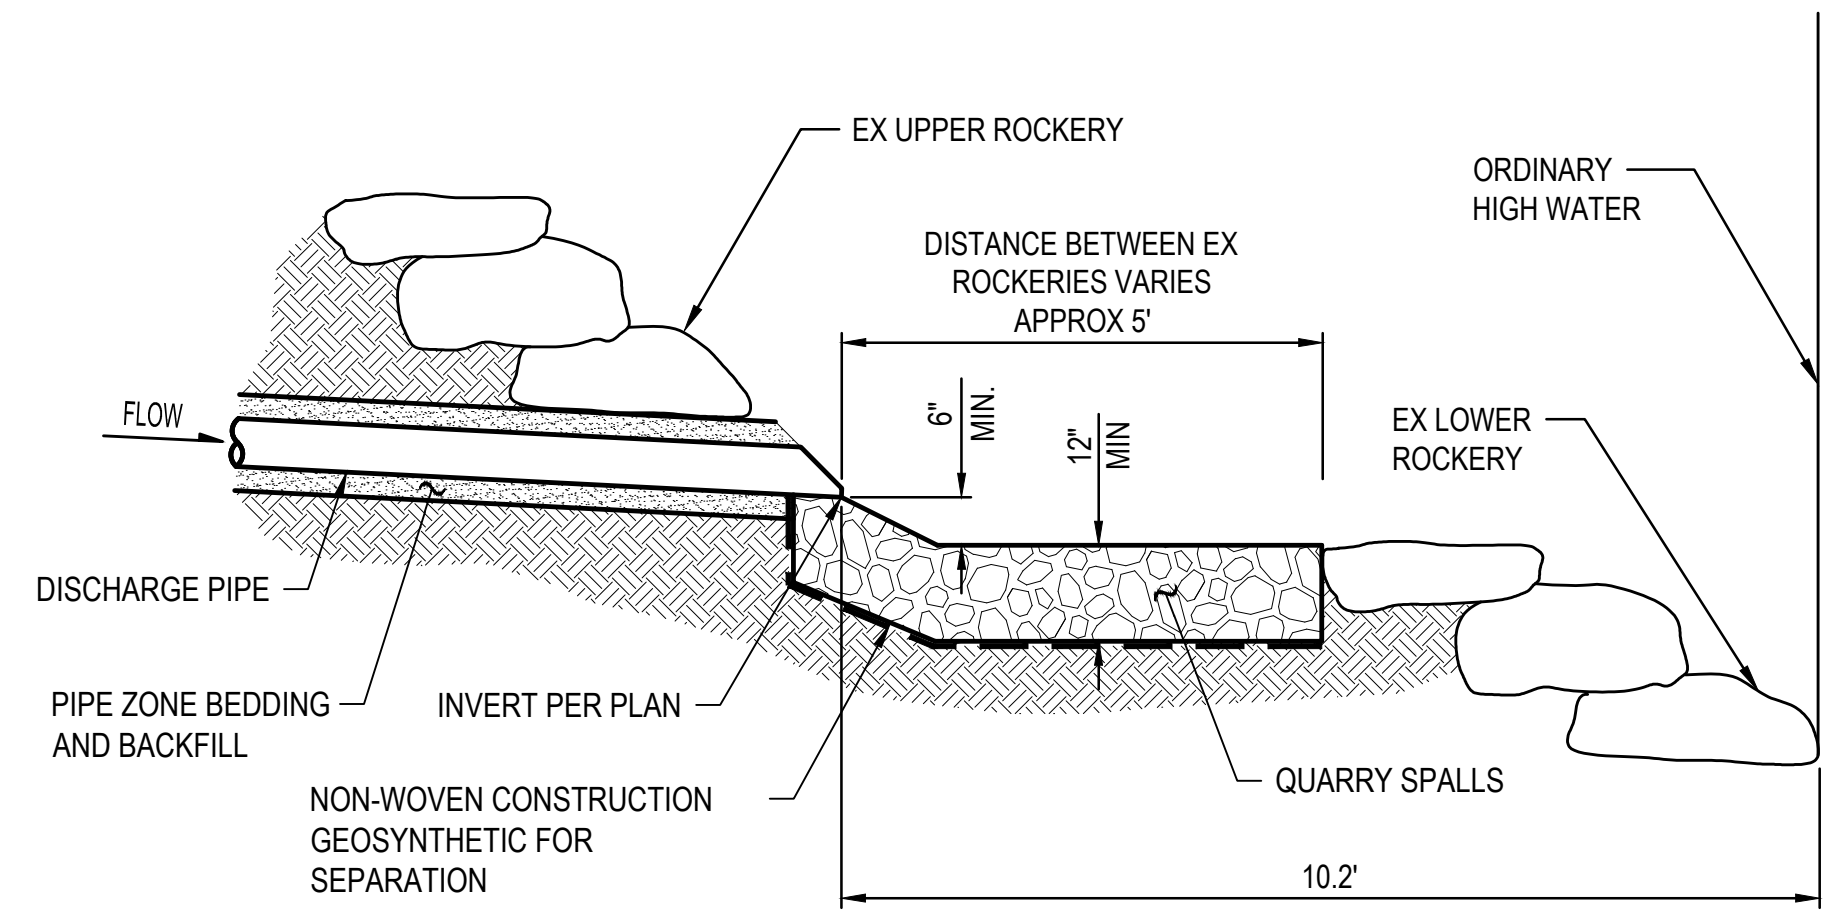 EX UPPER ROCKERY
ORDINARY
HIGH WATER
DISTANCE BETWEEN EX
ROCKERIES VARIES
APPROX 5'
6"
MIN.
12"
MIN
FLOW
EX LOWER
ROCKERY
DISCHARGE PIPE
PIPE ZONE BEDDING
AND BACKFILL
INVERT PER PLAN
NON-WOVEN CONSTRUCTION
GEOSYNTHETIC FOR
SEPARATION
QUARRY SPALLS
10.2'